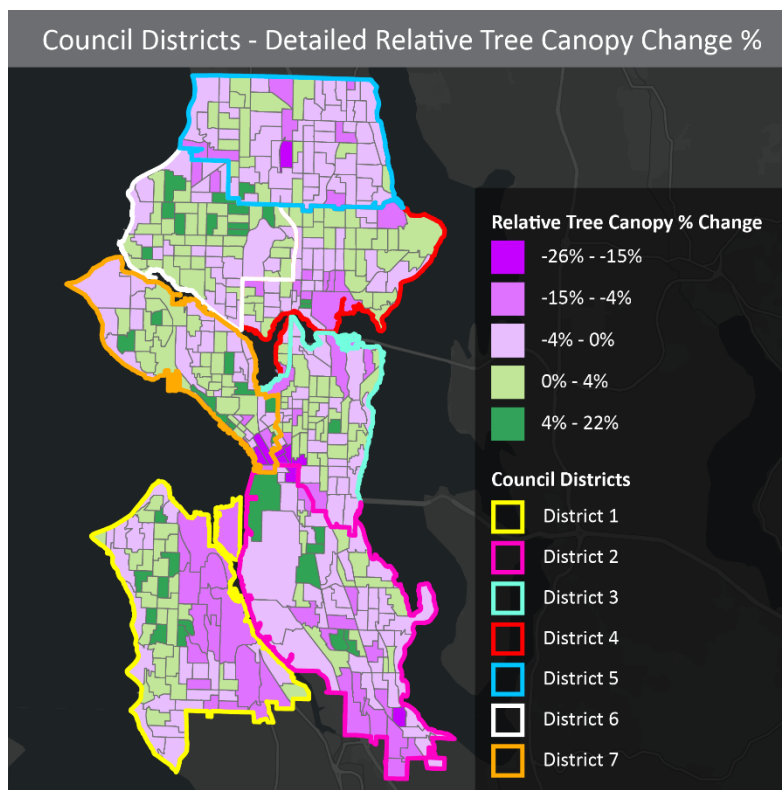 Council Districts - Detailed Relative Tree Canopy Change %
Relative Tree Canopy % Change
-26% - -15%
-15% - -4%
-4% - 0%
0% - 4%
4% - 22%
Council Districts
District 1
District 2
District 3
District 4
District 5
District 6
District 7